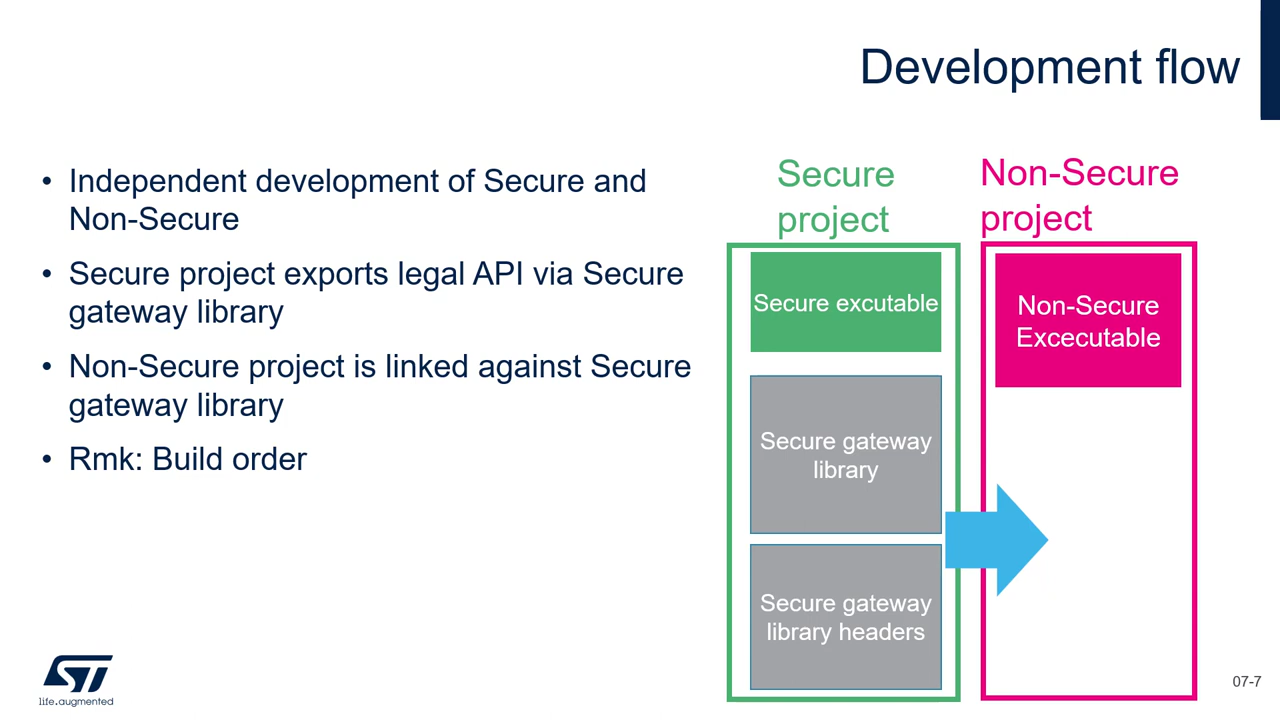 Development flow
• Independent development of Secure and
Non-Secure
• Secure project exports legal API via Secure
gateway library
• Non-Secure project is linked against Secure
gateway library
• Rmk: Build order
Secure
project
Secure excutable
Secure gateway
library
Secure gateway
library headers
Non-Secure
project
Non-Secure
Excecutable
ST
life.augmented
07-7